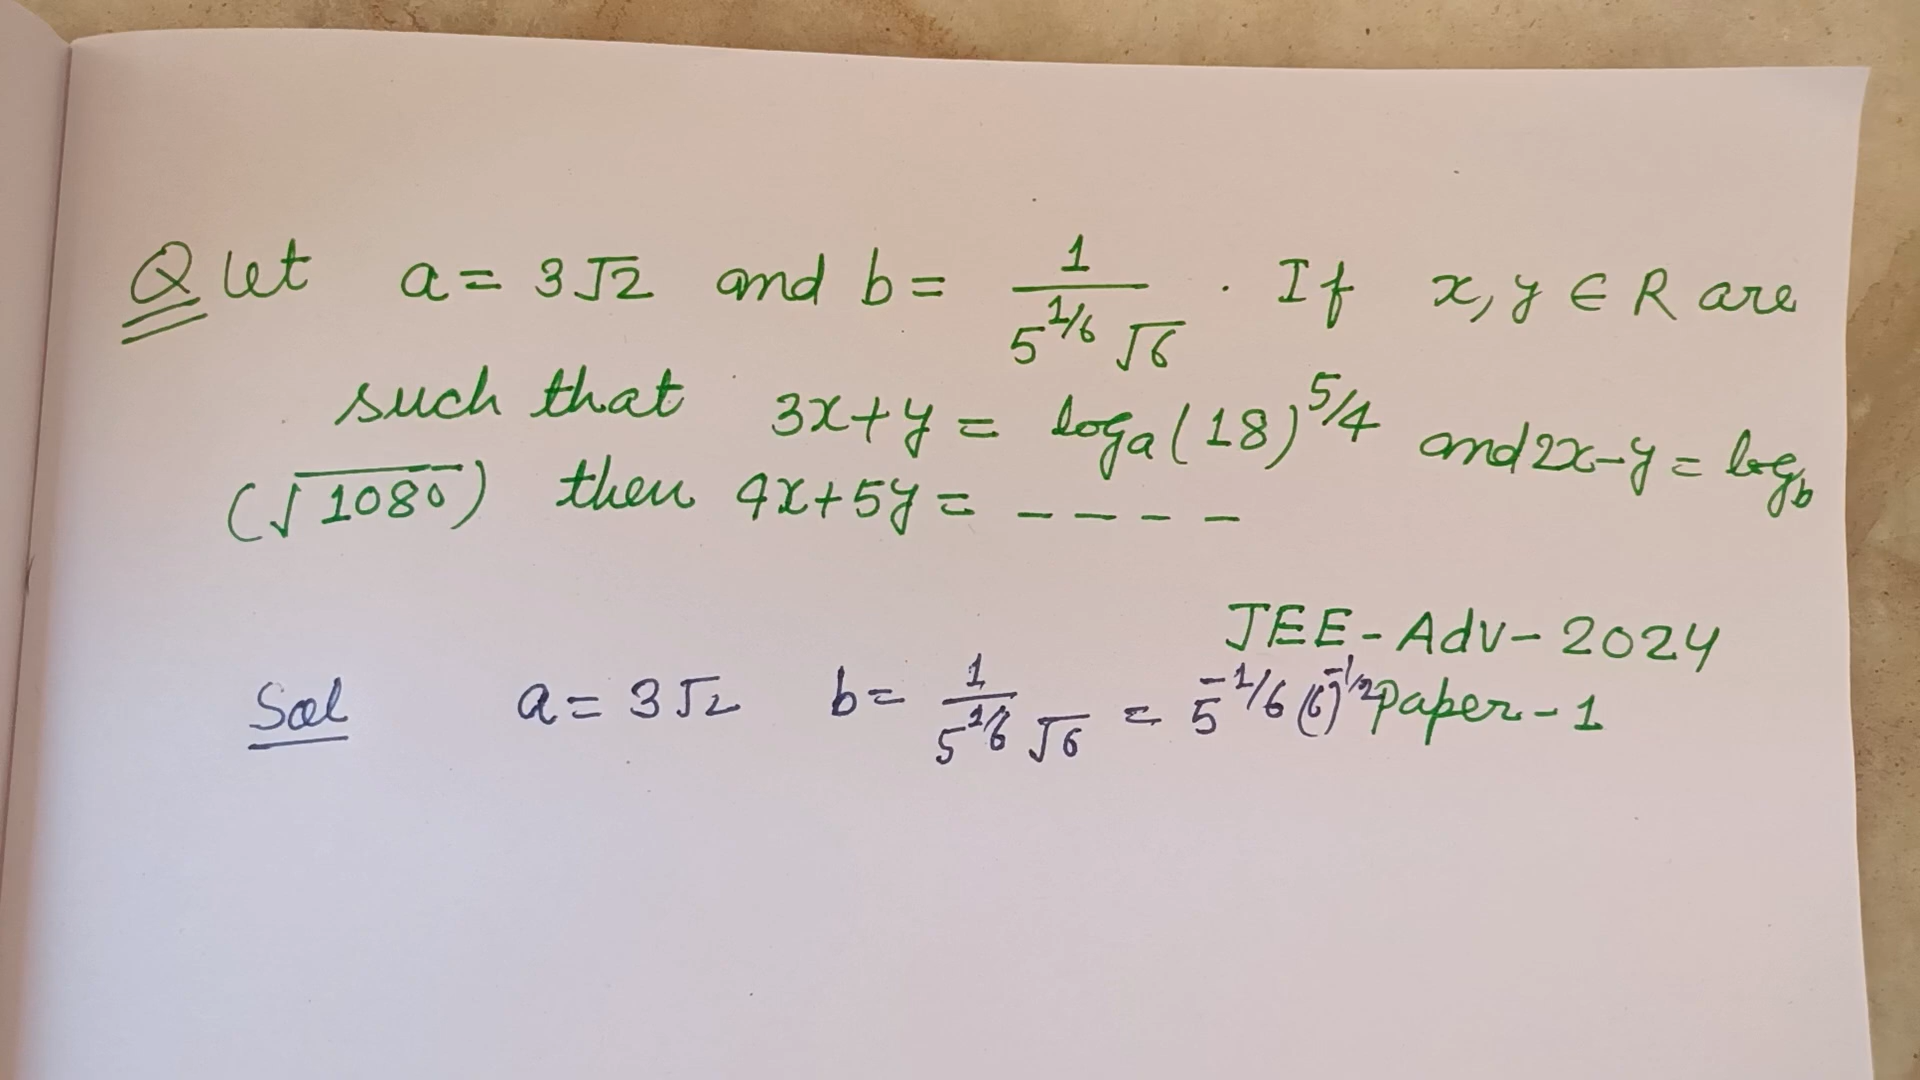 Q Let a = 3√2 and b = 1/(5^(1/6) √6) . If x, y ∈ R are
such that 3x+y = log_a (18)^(5/4) and 2x-y = log_b
(√1080) then 4x+5y = - - - -
JEE-Adv-2024
Sol a = 3√2 b = 1/(5^(1/6) √6) = 5^(-1/6) (6)^(-1/2) Paper-1